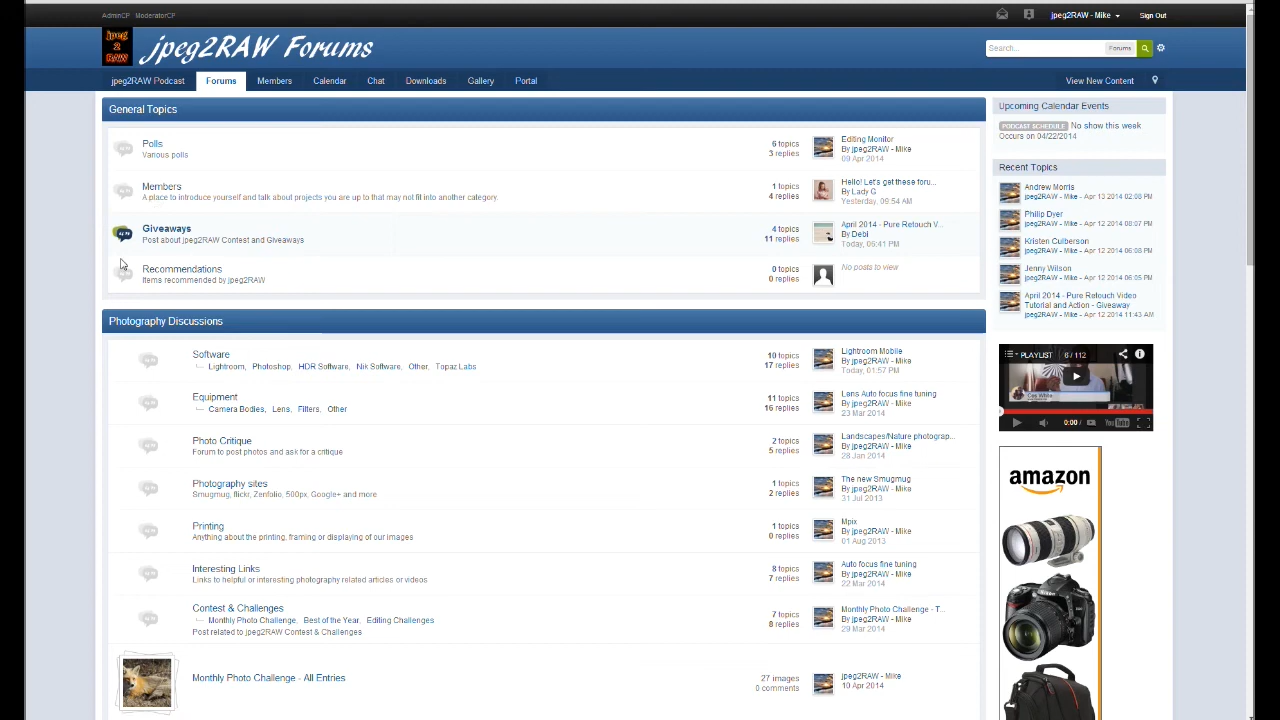 AdminCP ModeratorCP
jpeg2RAW - Mike Sign Out
jpeg 2 RAW
jpeg2RAW Forums
Search... Forums
jpeg2RAW Podcast Forums Members Calendar Chat Downloads Gallery Portal
View New Content
General Topics
Polls
Various polls
6 topics
3 replies
Editing Monitor
By jpeg2RAW - Mike
09 Apr 2014
Members
A place to introduce yourself and talk about projects you are up to that may not fit into another category.
1 topics
4 replies
Hello! Let's get these foru...
By Lady G
Yesterday, 09:54 AM
Giveaways
Post about jpeg2RAW Contest and Giveaways
4 topics
11 replies
April 2014 - Pure Retouch V...
By Debi
Today, 06:41 PM
Recommendations
Items recommended by jpeg2RAW
0 topics
0 replies
No posts to view
Photography Discussions
Software
Lightroom, Photoshop, HDR Software, Nik Software, Other, Topaz Labs
10 topics
17 replies
Lightroom Mobile
By jpeg2RAW - Mike
Today, 01:57 PM
Equipment
Camera Bodies, Lens, Filters, Other
11 topics
16 replies
Lens Auto focus fine tuning
By jpeg2RAW - Mike
23 Mar 2014
Photo Critique
Forum to post photos and ask for a critique
2 topics
5 replies
Landscapes/Nature photograp...
By jpeg2RAW - Mike
28 Jan 2014
Photography sites
Smugmug, flickr, Zenfolio, 500px, Google+ and more
1 topics
2 replies
The new Smugmug
By jpeg2RAW - Mike
31 Jul 2013
Printing
Anything about the printing, framing or displaying of our images
1 topics
0 replies
Mpix
By jpeg2RAW - Mike
01 Aug 2013
Interesting Links
Links to helpful or interesting photography related articles or videos
8 topics
7 replies
Auto focus fine tuning
By jpeg2RAW - Mike
22 Mar 2014
Contest & Challenges
Monthly Photo Challenge, Best of the Year, Editing Challenges
Post related to jpeg2RAW Contest & Challenges
7 topics
8 replies
Monthly Photo Challenge - T...
By jpeg2RAW - Mike
29 Mar 2014
Monthly Photo Challenge - All Entries
27 images
0 comments
jpeg2RAW - Mike
10 Apr 2014
Upcoming Calendar Events
PODCAST SCHEDULE No show this week
Occurs on 04/22/2014
Recent Topics
Andrew Morris
jpeg2RAW - Mike - Apr 13 2014 02:08 PM
Philip Dyer
jpeg2RAW - Mike - Apr 12 2014 08:07 PM
Kristen Culberson
jpeg2RAW - Mike - Apr 12 2014 06:08 PM
Jenny Wilson
jpeg2RAW - Mike - Apr 12 2014 06:05 PM
April 2014 - Pure Retouch Video
Tutorial and Action - Giveaway
jpeg2RAW - Mike - Apr 12 2014 11:43 AM
PLAYLIST 8 / 112
0:00 / YouTube
amazon